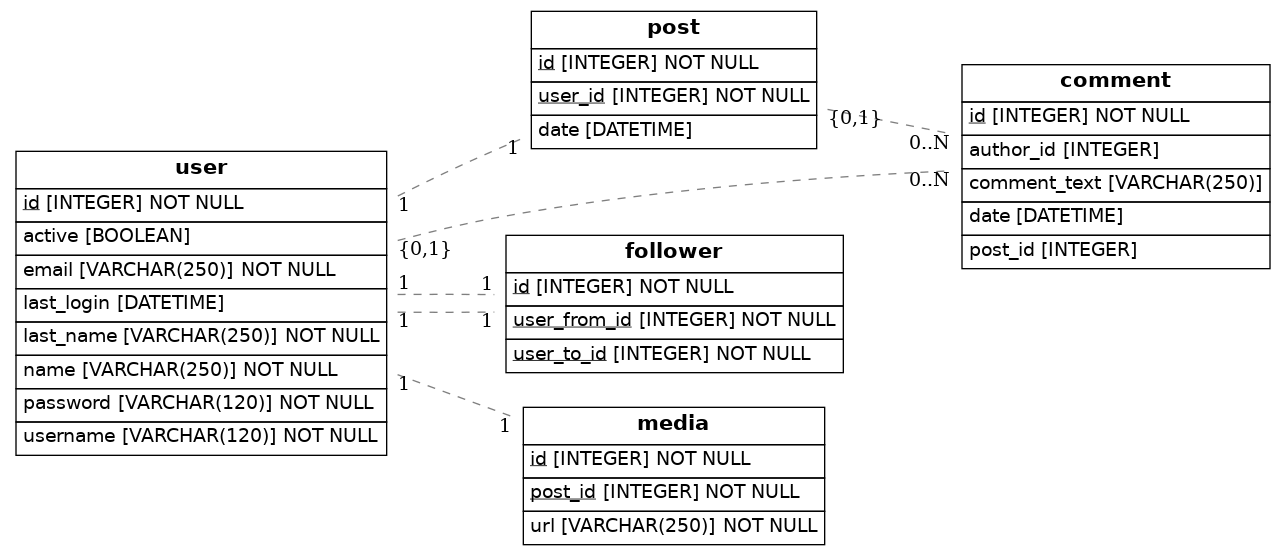 post
id [INTEGER] NOT NULL
user_id [INTEGER] NOT NULL
date [DATETIME]
comment
id [INTEGER] NOT NULL
author_id [INTEGER]
comment_text [VARCHAR(250)]
date [DATETIME]
post_id [INTEGER]
{0,1}
0..N
1
1
0..N
{0,1}
user
id [INTEGER] NOT NULL
active [BOOLEAN]
email [VARCHAR(250)] NOT NULL
last_login [DATETIME]
last_name [VARCHAR(250)] NOT NULL
name [VARCHAR(250)] NOT NULL
password [VARCHAR(120)] NOT NULL
username [VARCHAR(120)] NOT NULL
follower
id [INTEGER] NOT NULL
user_from_id [INTEGER] NOT NULL
user_to_id [INTEGER] NOT NULL
1
1
1
1
1
1
media
id [INTEGER] NOT NULL
post_id [INTEGER] NOT NULL
url [VARCHAR(250)] NOT NULL